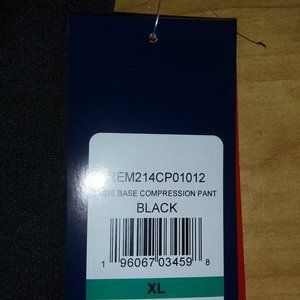 REM214CP01012
BASE COMPRESSION PANT
BLACK
1 96067 03459 8
XL